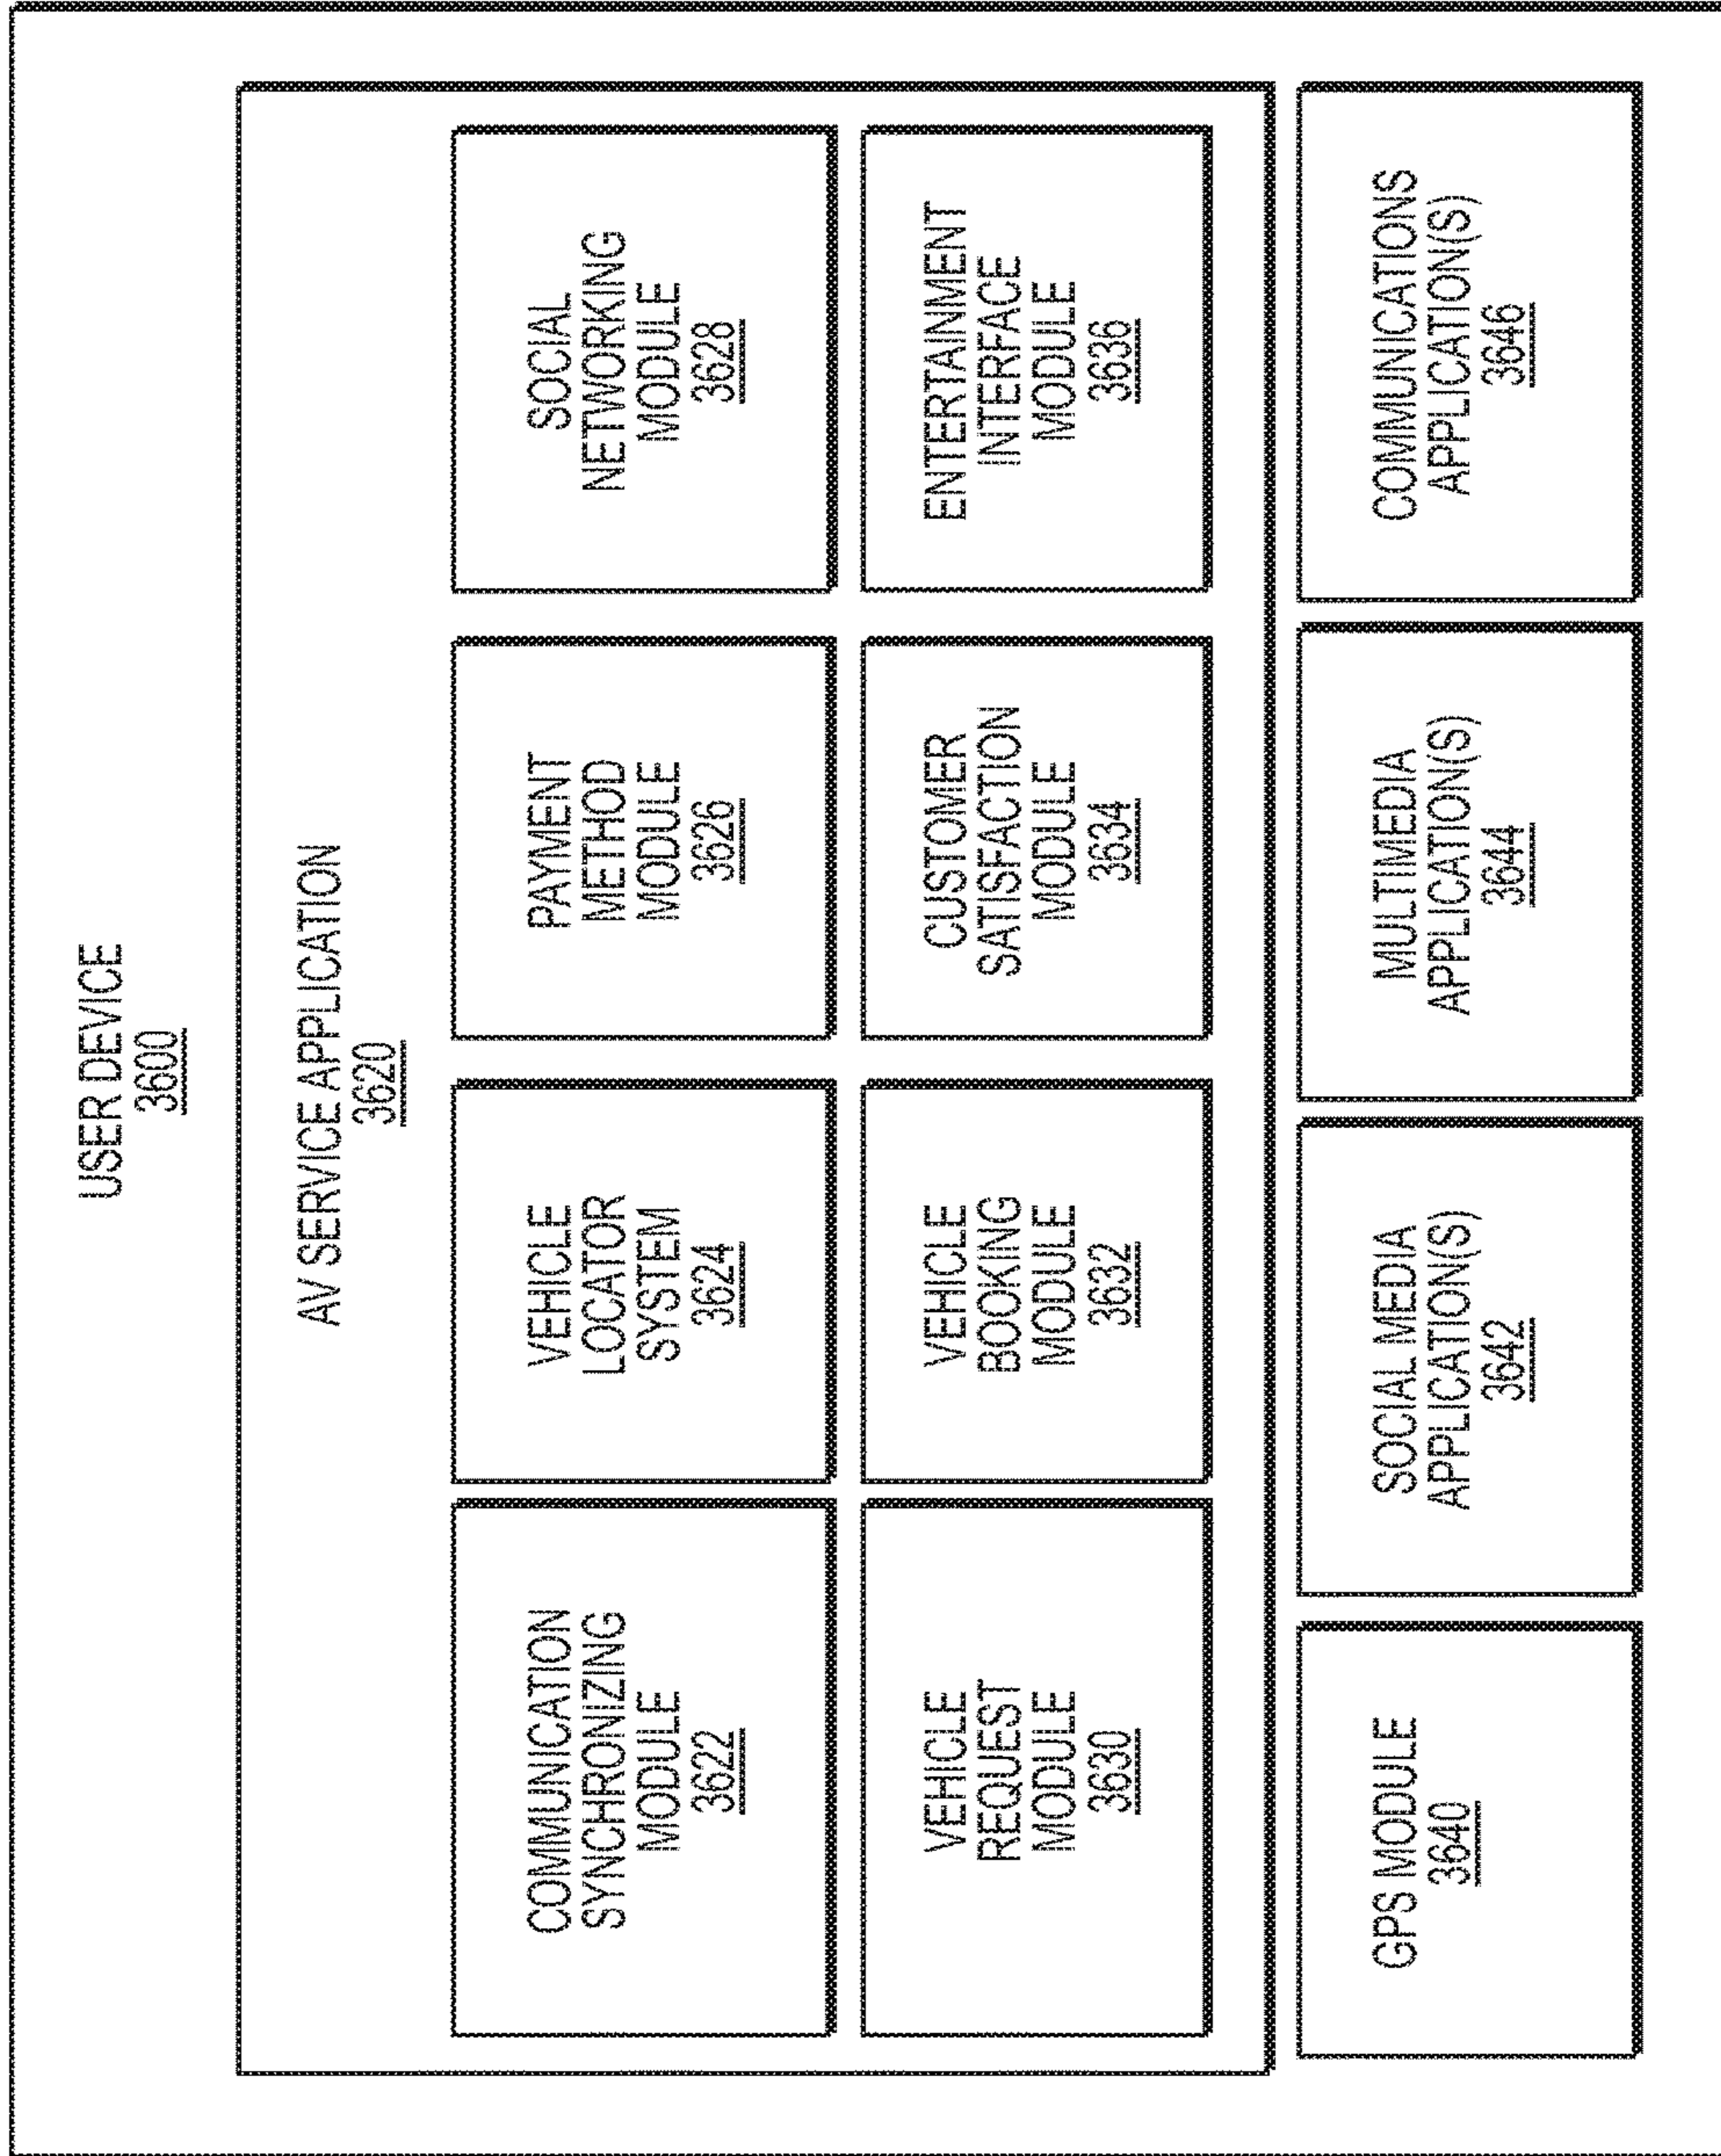 USER DEVICE
3600
AV SERVICE APPLICATION
3620
COMMUNICATION
SYNCHRONIZING
MODULE
3622
VEHICLE
LOCATOR
SYSTEM
3624
PAYMENT
METHOD
MODULE
3626
SOCIAL
NETWORKING
MODULE
3628
VEHICLE
REQUEST
MODULE
3630
VEHICLE
BOOKING
MODULE
3632
CUSTOMER
SATISFACTION
MODULE
3634
ENTERTAINMENT
INTERFACE
MODULE
3636
GPS MODULE
3640
SOCIAL MEDIA
APPLICATION(S)
3642
MULTIMEDIA
APPLICATION(S)
3644
COMMUNICATIONS
APPLICATION(S)
3646